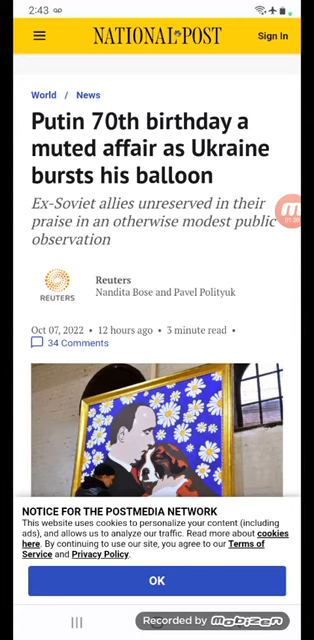 2:43
NATIONAL POST
Sign In
World / News
Putin 70th birthday a
muted affair as Ukraine
bursts his balloon
Ex-Soviet allies unreserved in their
praise in an otherwise modest public
observation
Reuters
REUTERS
Nandita Bose and Pavel Polityuk
Oct 07, 2022 • 12 hours ago • 3 minute read •
34 Comments
NOTICE FOR THE POSTMEDIA NETWORK
This website uses cookies to personalize your content (including
ads), and allows us to analyze our traffic. Read more about cookies
here. By continuing to use our site, you agree to our Terms of
Service and Privacy Policy.
OK
Recorded by mobizen